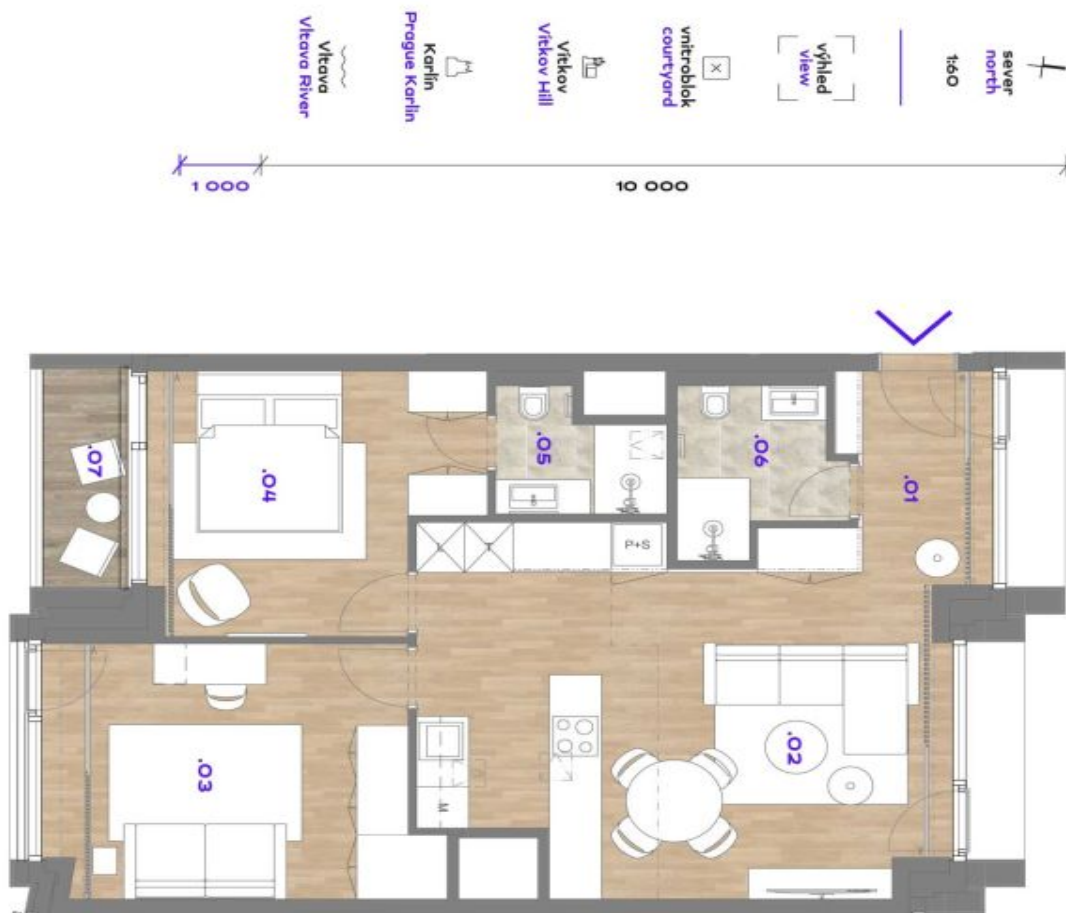 sever
north
1:60
výhled
view
vnitroblok
courtyard
Vítkov
Vítkov Hill
Karlín
Prague Karlín
Vltava
Vltava River
1 000
10 000
.07
.04
.05
.06
.01
P+S
.03
M
.02